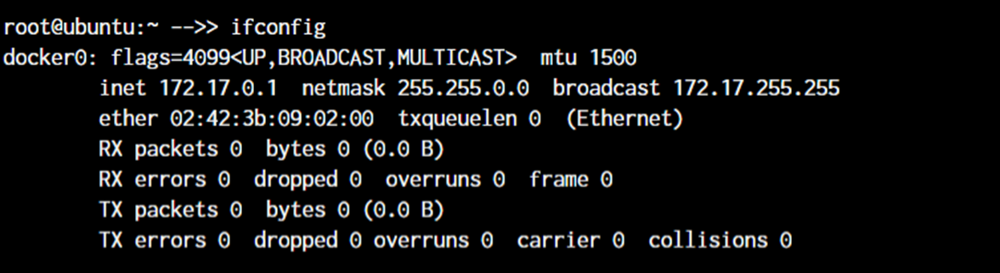 root@ubuntu:~ -->> ifconfig
docker0: flags=4099<UP,BROADCAST,MULTICAST>  mtu 1500
        inet 172.17.0.1  netmask 255.255.0.0  broadcast 172.17.255.255
        ether 02:42:3b:09:02:00  txqueuelen 0  (Ethernet)
        RX packets 0  bytes 0 (0.0 B)
        RX errors 0  dropped 0  overruns 0  frame 0
        TX packets 0  bytes 0 (0.0 B)
        TX errors 0  dropped 0 overruns 0  carrier 0  collisions 0